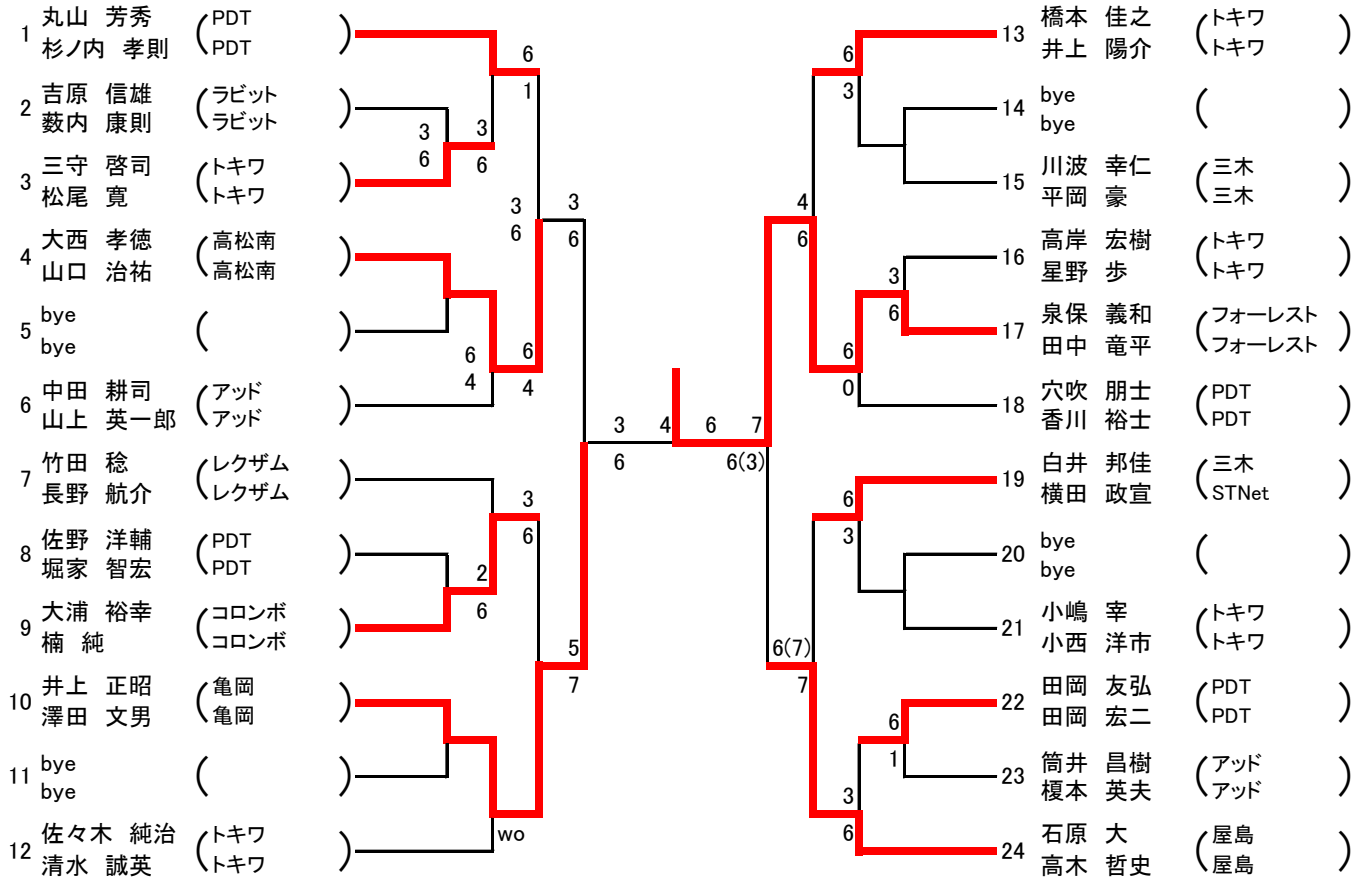 1 丸山 芳秀 (PDT
杉ノ内 孝則 PDT)
2 吉原 信雄 (ラビット
薮内 康則 ラビット)
3 三守 啓司 (トキワ
松尾 寛 トキワ)
4 大西 孝徳 (高松南
山口 治祐 高松南)
5 bye (
bye )
6 中田 耕司 (アッド
山上 英一郎 アッド)
7 竹田 稔 (レクザム
長野 航介 レクザム)
8 佐野 洋輔 (PDT
堀家 智宏 PDT)
9 大浦 裕幸 (コロンボ
楠 純 コロンボ)
10 井上 正昭 (亀岡
澤田 文男 亀岡)
11 bye (
bye )
12 佐々木 純治 (トキワ
清水 誠英 トキワ)
6
1
3 3
6 6
3 3
6 6
6 6
4 4
3 4 6 7
6 6(3)
3
6
2
6
5
7
wo
6
3
4
6
3
6
6
0
6
3
6(7)
7
6
1
3
6
13 橋本 佳之 (トキワ
井上 陽介 トキワ)
14 bye (
bye )
15 川波 幸仁 (三木
平岡 豪 三木)
16 高岸 宏樹 (トキワ
星野 歩 トキワ)
17 泉保 義和 (フォーレスト
田中 竜平 フォーレスト)
18 穴吹 朋士 (PDT
香川 裕士 PDT)
19 白井 邦佳 (三木
横田 政宣 STNet)
20 bye (
bye )
21 小嶋 宰 (トキワ
小西 洋市 トキワ)
22 田岡 友弘 (PDT
田岡 宏二 PDT)
23 筒井 昌樹 (アッド
榎本 英夫 アッド)
24 石原 大 (屋島
高木 哲史 屋島)